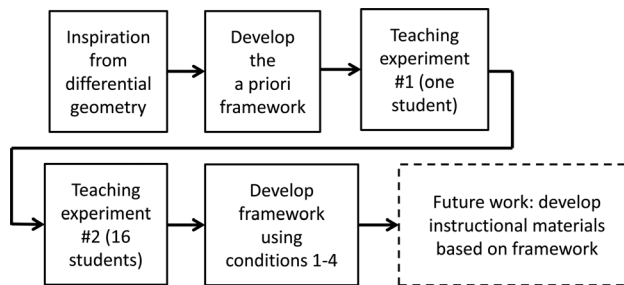 Inspiration
from
differential
geometry
Develop
the
a priori
framework
Teaching
experiment
#1 (one
student)
Teaching
experiment
#2 (16
students)
Develop
framework
using
conditions 1-4
Future work: develop
instructional materials
based on framework